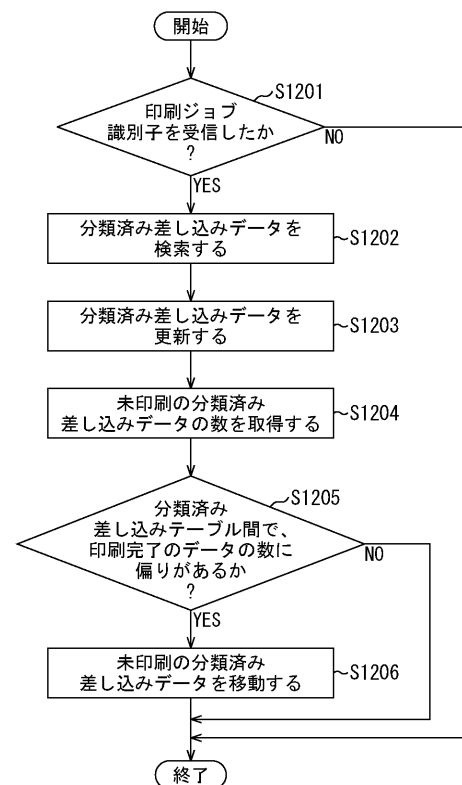 開始
S1201
印刷ジョブ
識別子を受信したか
?
NO
YES
分類済み差し込みデータを
検索する
S1202
分類済み差し込みデータを
更新する
S1203
未印刷の分類済み
差し込みデータの数を取得する
S1204
S1205
分類済み
差し込みテーブル間で、
印刷完了のデータの数に
偏りがあるか
?
NO
YES
未印刷の分類済み
差し込みデータを移動する
S1206
終了